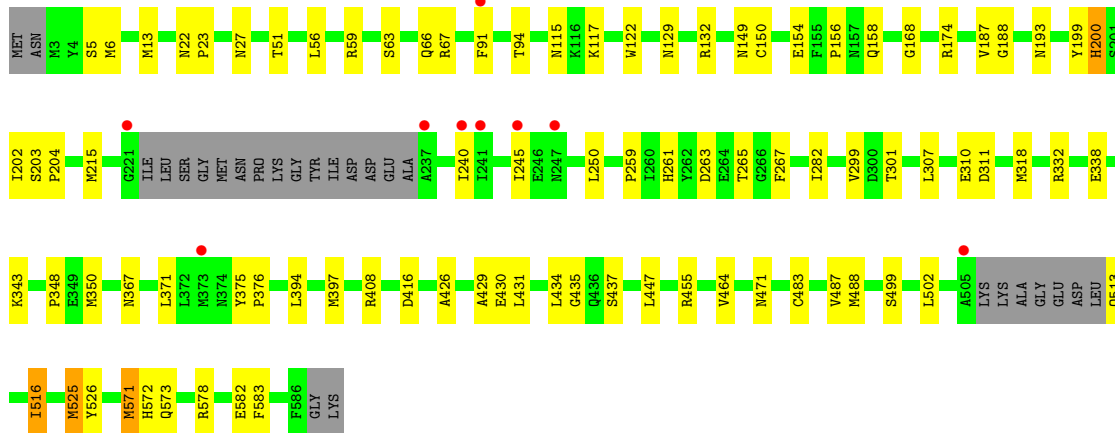 MET ASN M3 Y4 S5 M6 M13 N22 P23 N27 T51 L56 R59 S63 Q66 R67 F91 T94 N115 K116 K117 W122 N129 R132 N149 C150 E154 F155 P156 N157 Q158 G168 R174 V187 G188 N193 Y199 H200 S201
I202 S203 P204 M215 G221 ILE LEU SER GLY MET ASN PRO LYS GLY TYR ILE ASP ASP GLU ALA A237 I240 I241 I245 E246 N247 L250 P259 I260 H261 Y262 D263 E264 T265 G266 F267 I282 V299 D300 T301 L307 E310 D311 M318 R332 E338
K343 P348 E349 M350 N367 L371 L372 M373 N374 Y375 P376 L394 M397 R408 D416 A426 A429 E430 L431 L434 G435 Q436 S437 L447 R455 V464 N471 C483 V487 M488 S499 L502 A505 LYS LYS ALA GLY GLU ASP LEU
I516 M525 Y526 M571 H572 Q573 R578 E582 F583 F586 GLY LYS